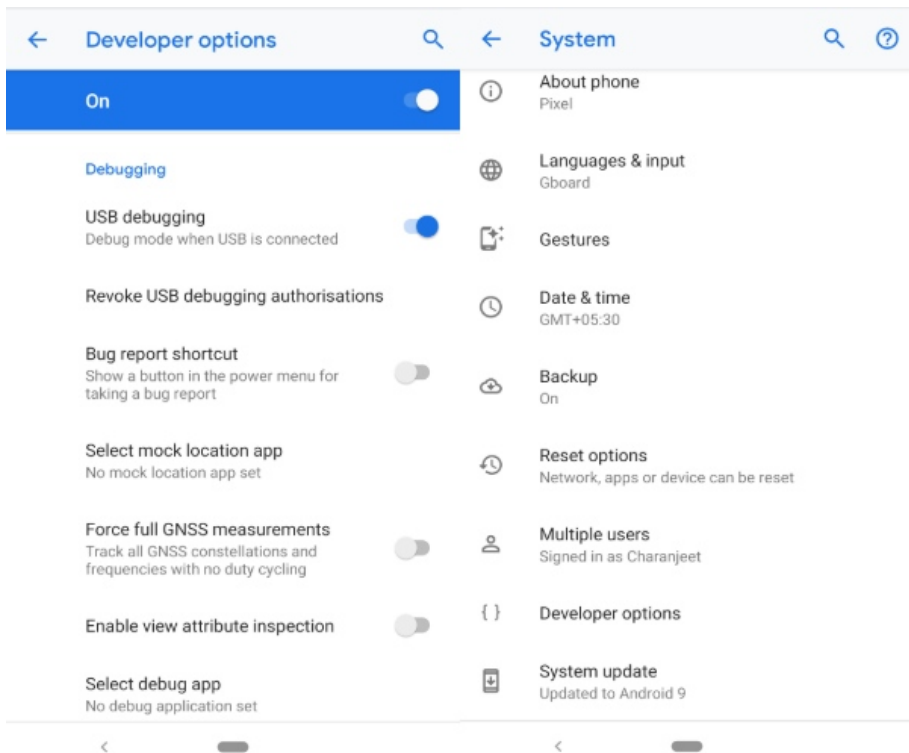 Developer options
On
Debugging
USB debugging
Debug mode when USB is connected
Revoke USB debugging authorisations
Bug report shortcut
Show a button in the power menu for
taking a bug report
Select mock location app
No mock location app set
Force full GNSS measurements
Track all GNSS constellations and
frequencies with no duty cycling
Enable view attribute inspection
Select debug app
No debug application set
System
About phone
Pixel
Languages & input
Gboard
Gestures
Date & time
GMT+05:30
Backup
On
Reset options
Network, apps or device can be reset
Multiple users
Signed in as Charanjeet
Developer options
System update
Updated to Android 9